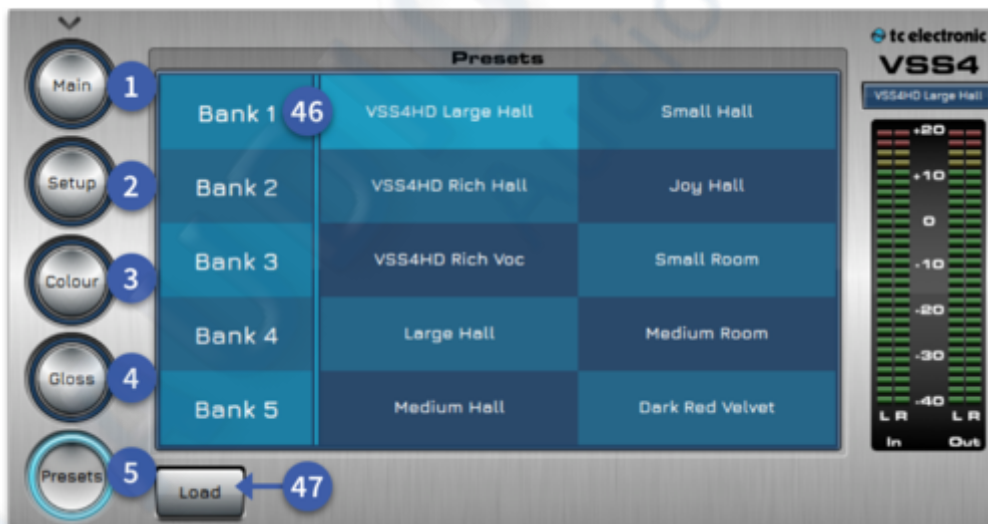 Main 1
Setup 2
Colour 3
Gloss 4
Presets 5
Presets
Bank 1 46 VSS4HD Large Hall Small Hall
Bank 2 VSS4HD Rich Hall Joy Hall
Bank 3 VSS4HD Rich Voc Small Room
Bank 4 Large Hall Medium Room
Bank 5 Medium Hall Dark Red Velvet
Load 47
tc electronic
VSS4
VSS4HD Large Hall
+20
+10
0
-10
-20
-30
-40
L R L R
In Out